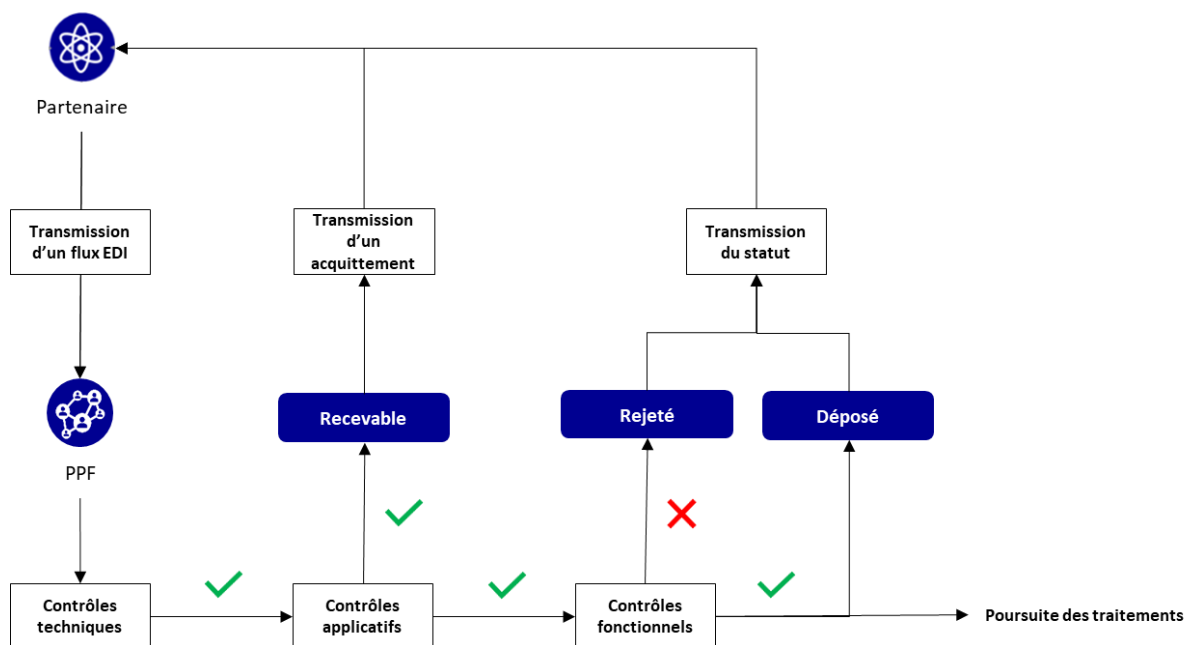 Partenaire
Transmission
d'un flux EDI
Transmission
d'un
acquittement
Transmission
du statut
Recevable
Rejeté
Déposé
PPF
Contrôles
techniques
Contrôles
applicatifs
Contrôles
fonctionnels
Poursuite des traitements